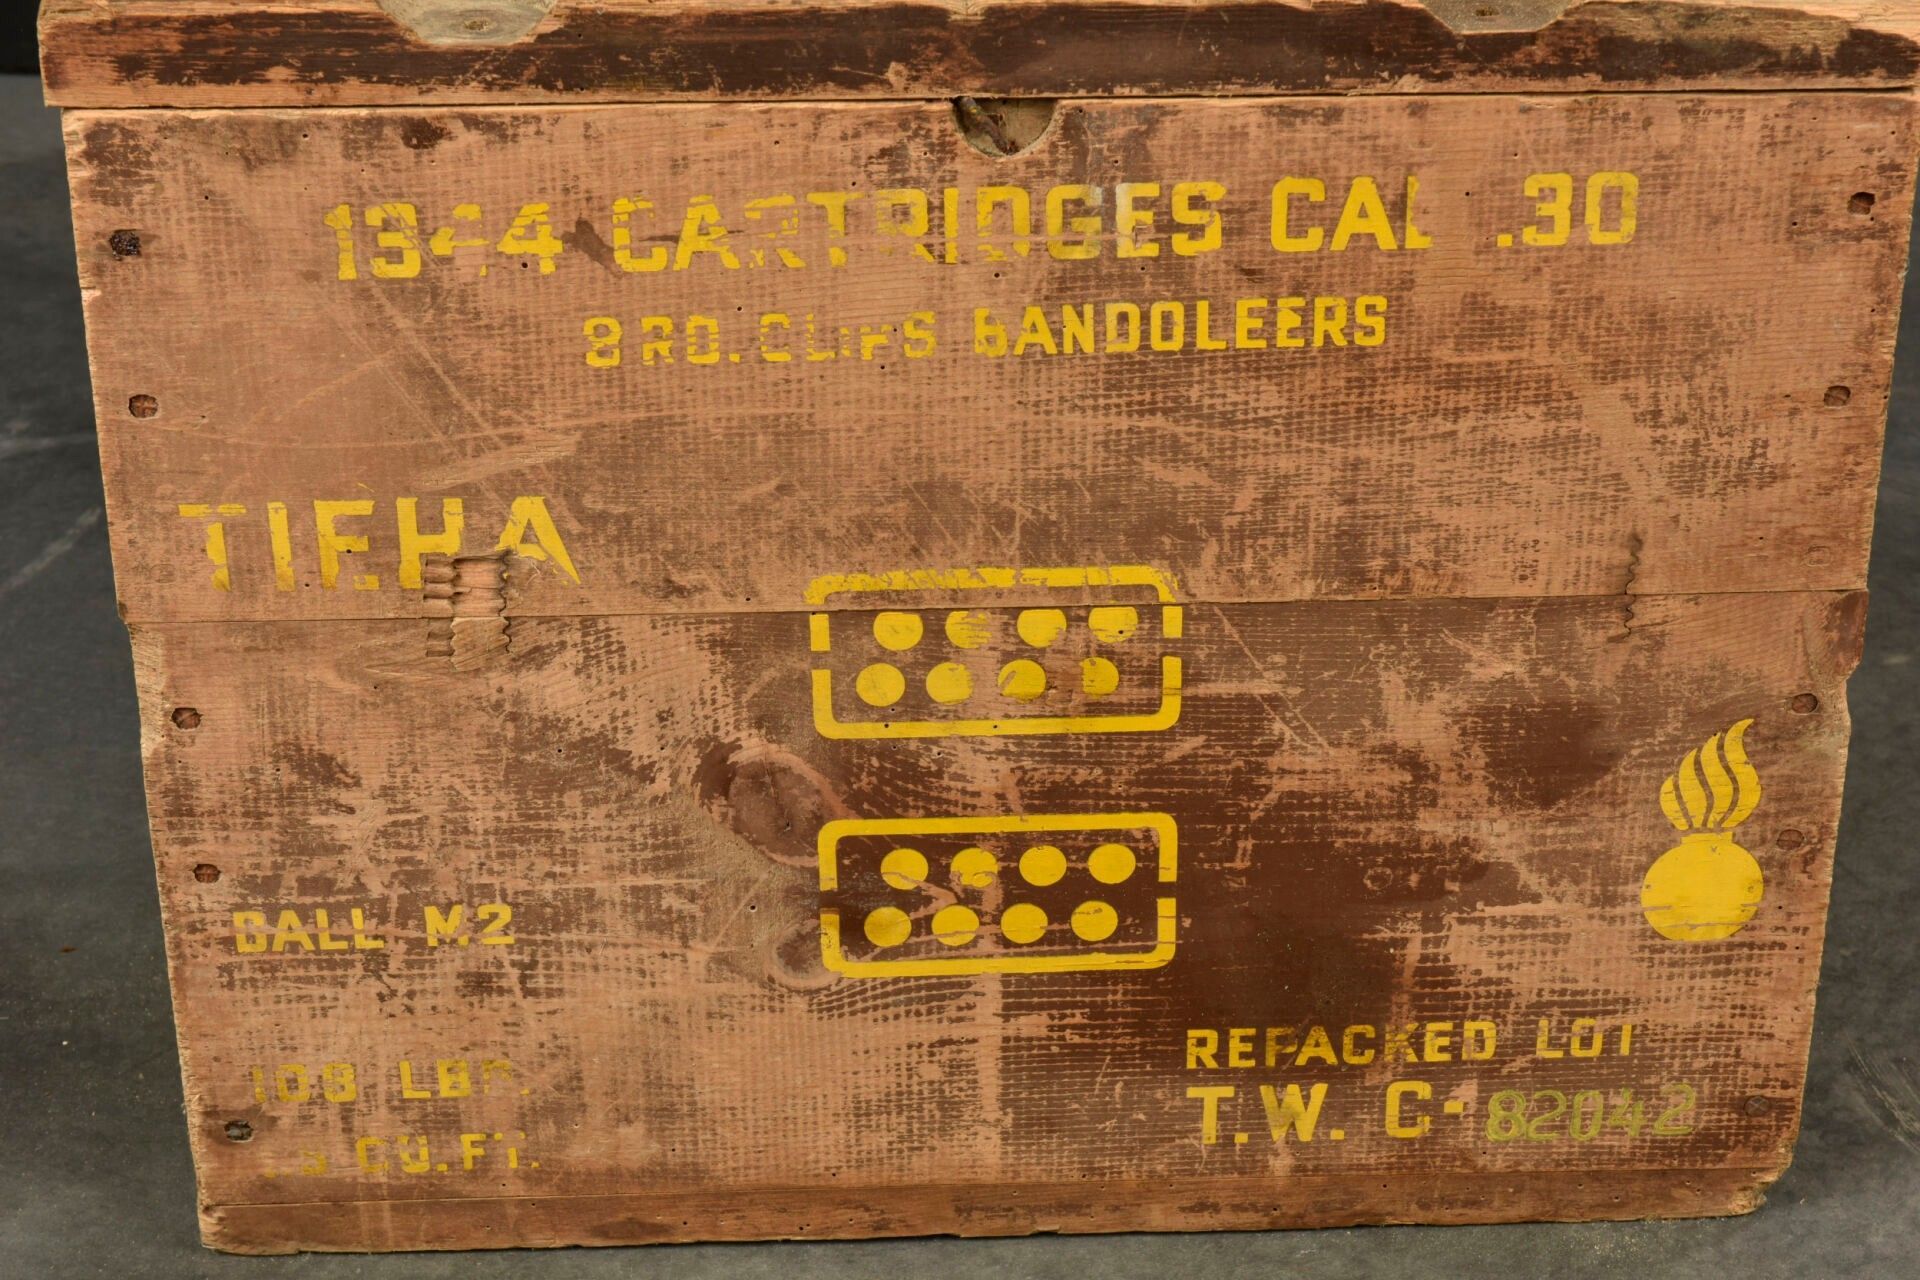 1344 CARTRIDGES CAL .30
8 RD. CLIPS BANDOLEERS
TIEHA
BALL M2
108 LBS.
CU. FT.
REPACKED LOT
T.W. C-82042